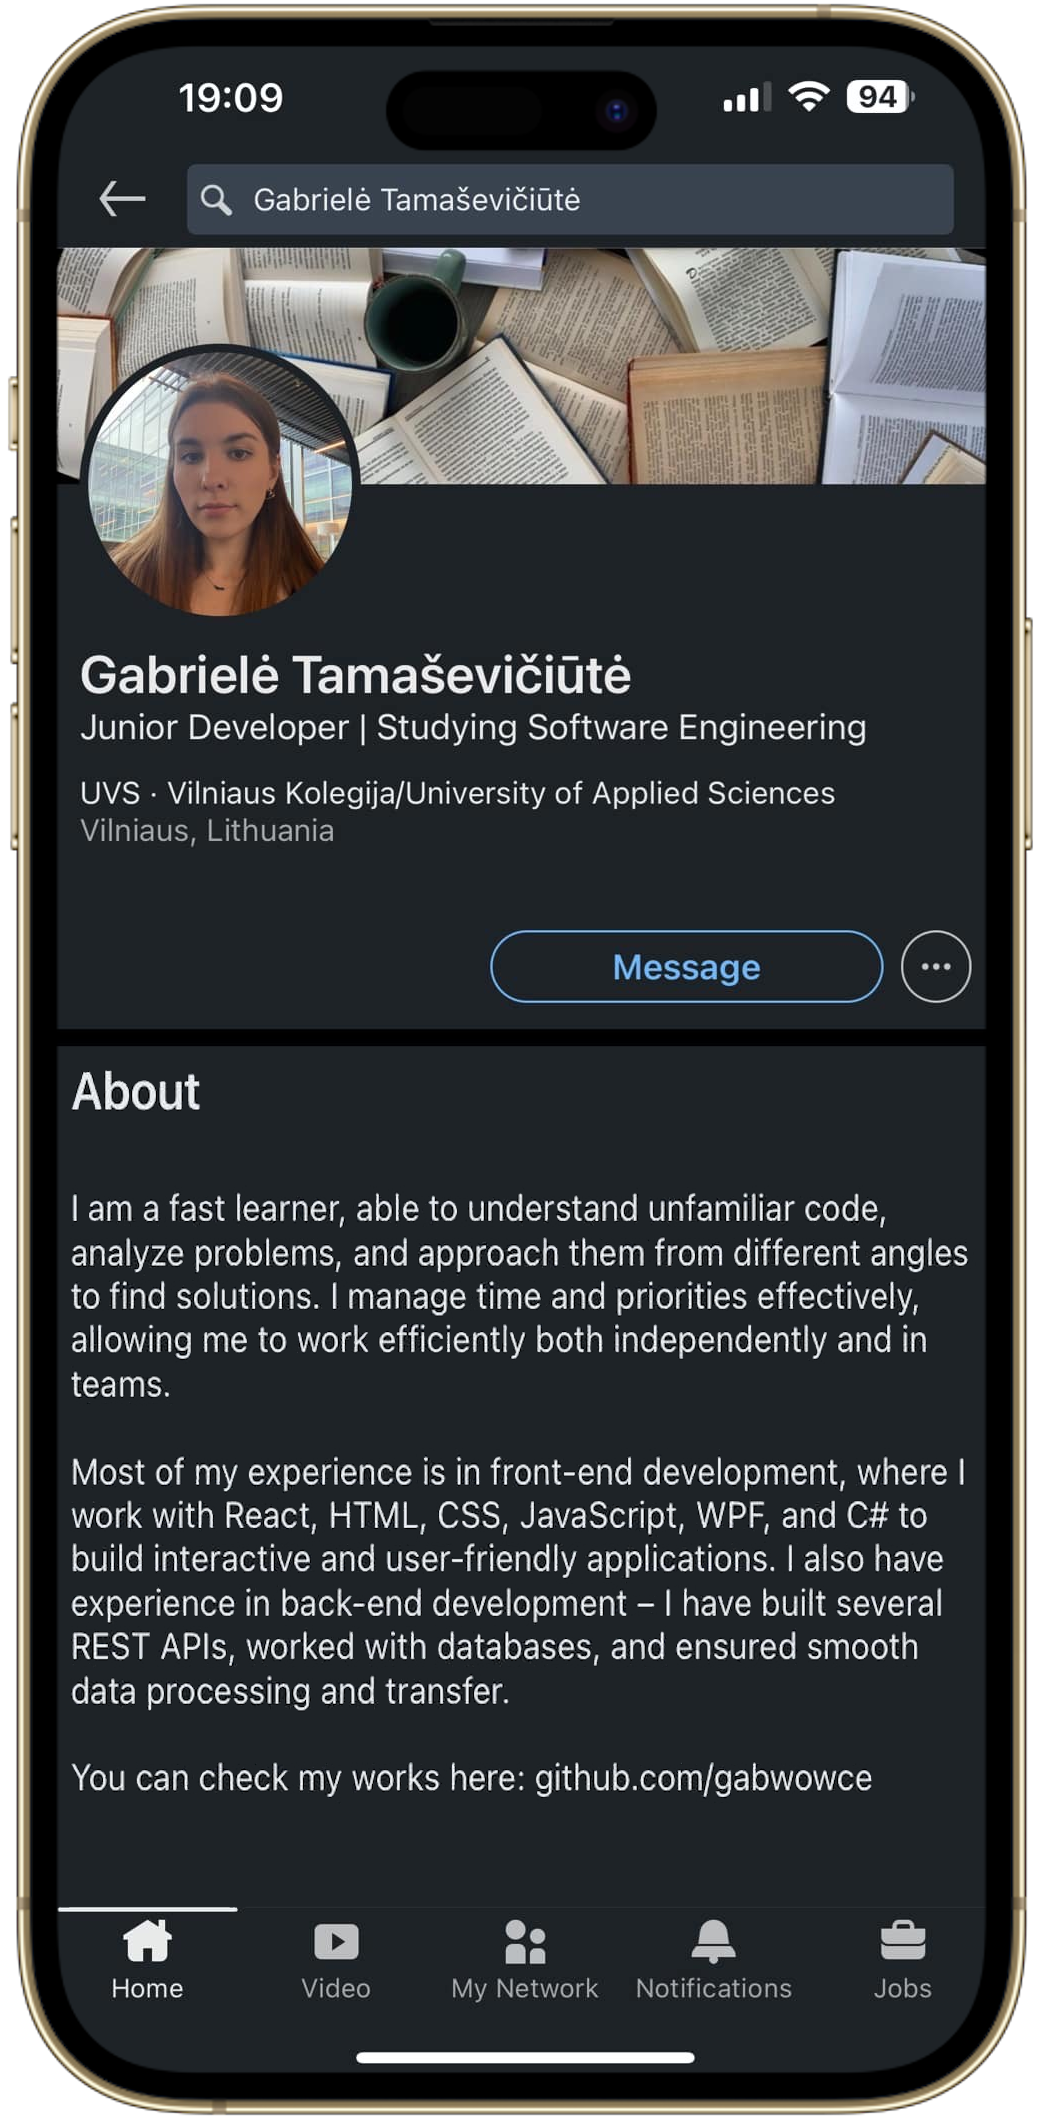 19:09
94
Gabrielė Tamaševičiūtė
Gabrielė Tamaševičiūtė
Junior Developer | Studying Software Engineering
UVS · Vilniaus Kolegija/University of Applied Sciences
Vilniaus, Lithuania
Message
About
I am a fast learner, able to understand unfamiliar code,
analyze problems, and approach them from different angles
to find solutions. I manage time and priorities effectively,
allowing me to work efficiently both independently and in
teams.
Most of my experience is in front-end development, where I
work with React, HTML, CSS, JavaScript, WPF, and C# to
build interactive and user-friendly applications. I also have
experience in back-end development – I have built several
REST APIs, worked with databases, and ensured smooth
data processing and transfer.
You can check my works here: github.com/gabwowce
Home
Video
My Network
Notifications
Jobs